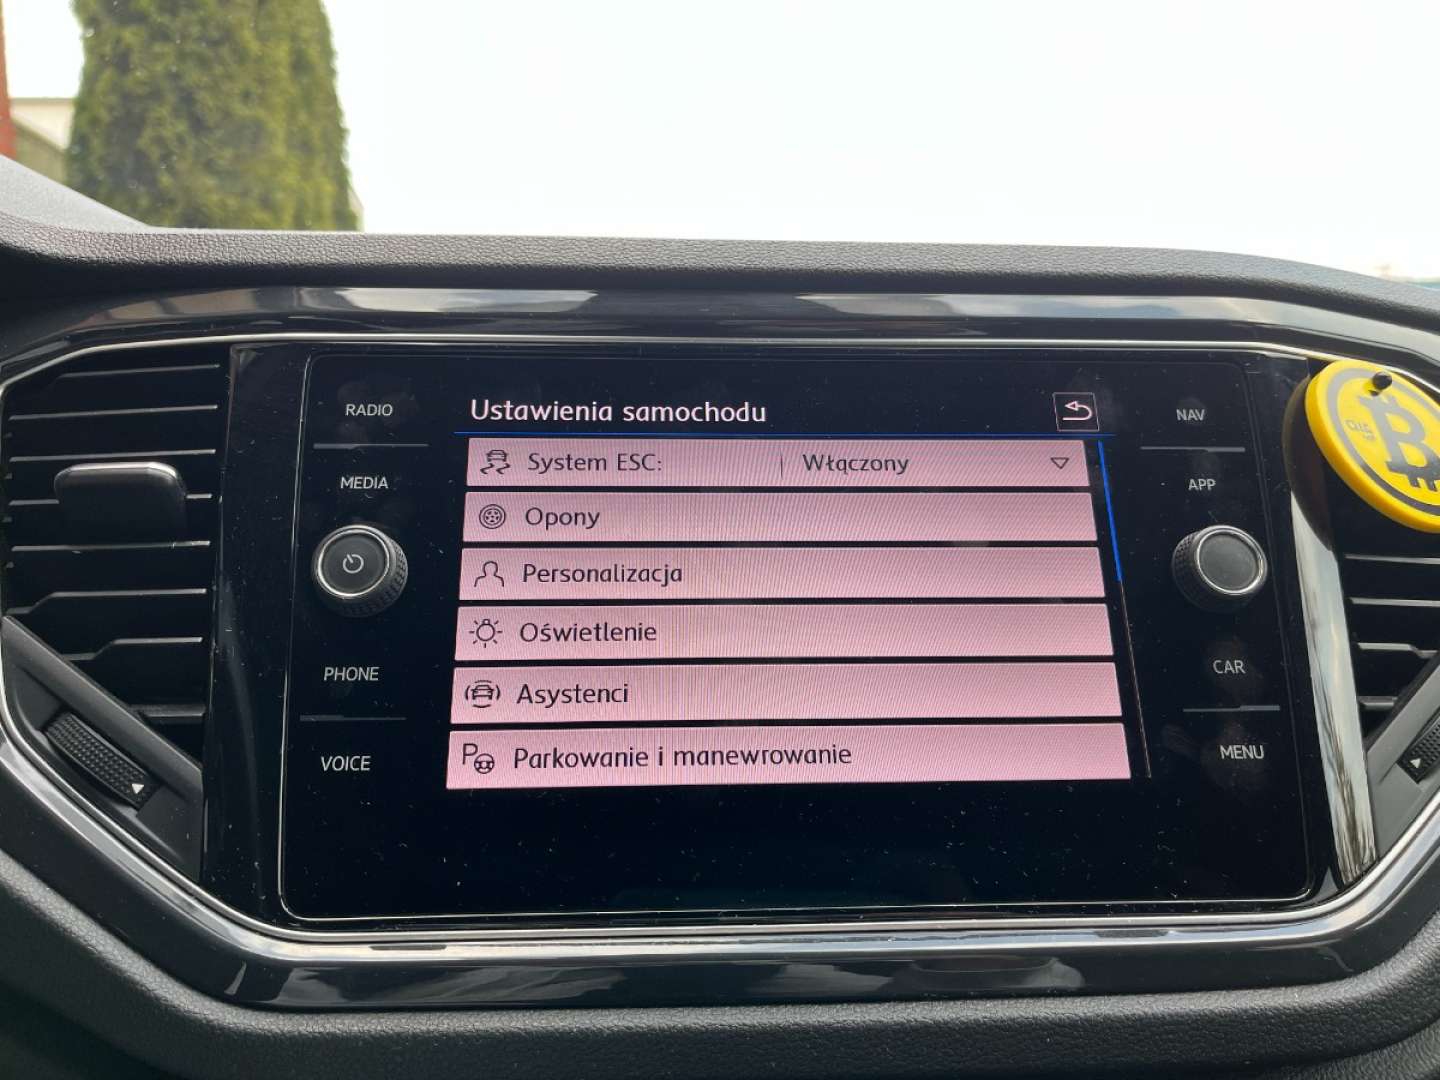 RADIO
MEDIA
PHONE
VOICE
Ustawienia samochodu
System ESC: Włączony
Opony
Personalizacja
Oświetlenie
Asystenci
P Parkowanie i manewrowanie
NAV
APP
CAR
MENU